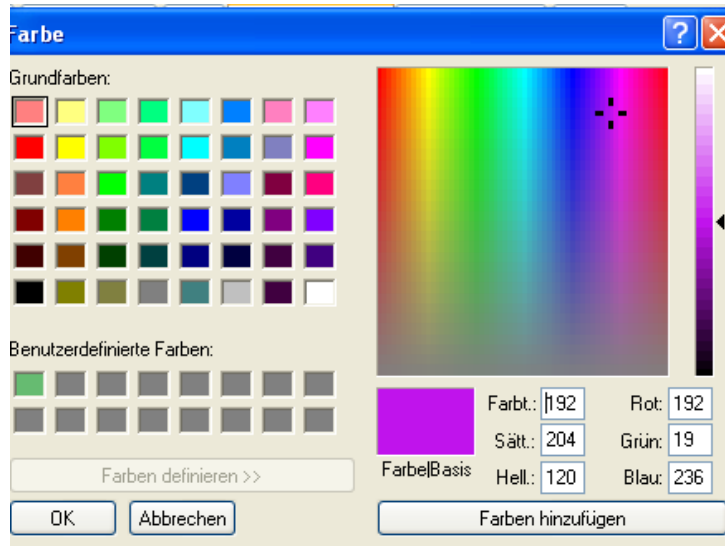 Farbe
Grundfarben:
Benutzerdefinierte Farben:
Farben definieren >>
OK
Abbrechen
Farbe|Basis
Farbt.: 192
Sätt.: 204
Hell.: 120
Rot: 192
Grün: 19
Blau: 236
Farben hinzufügen